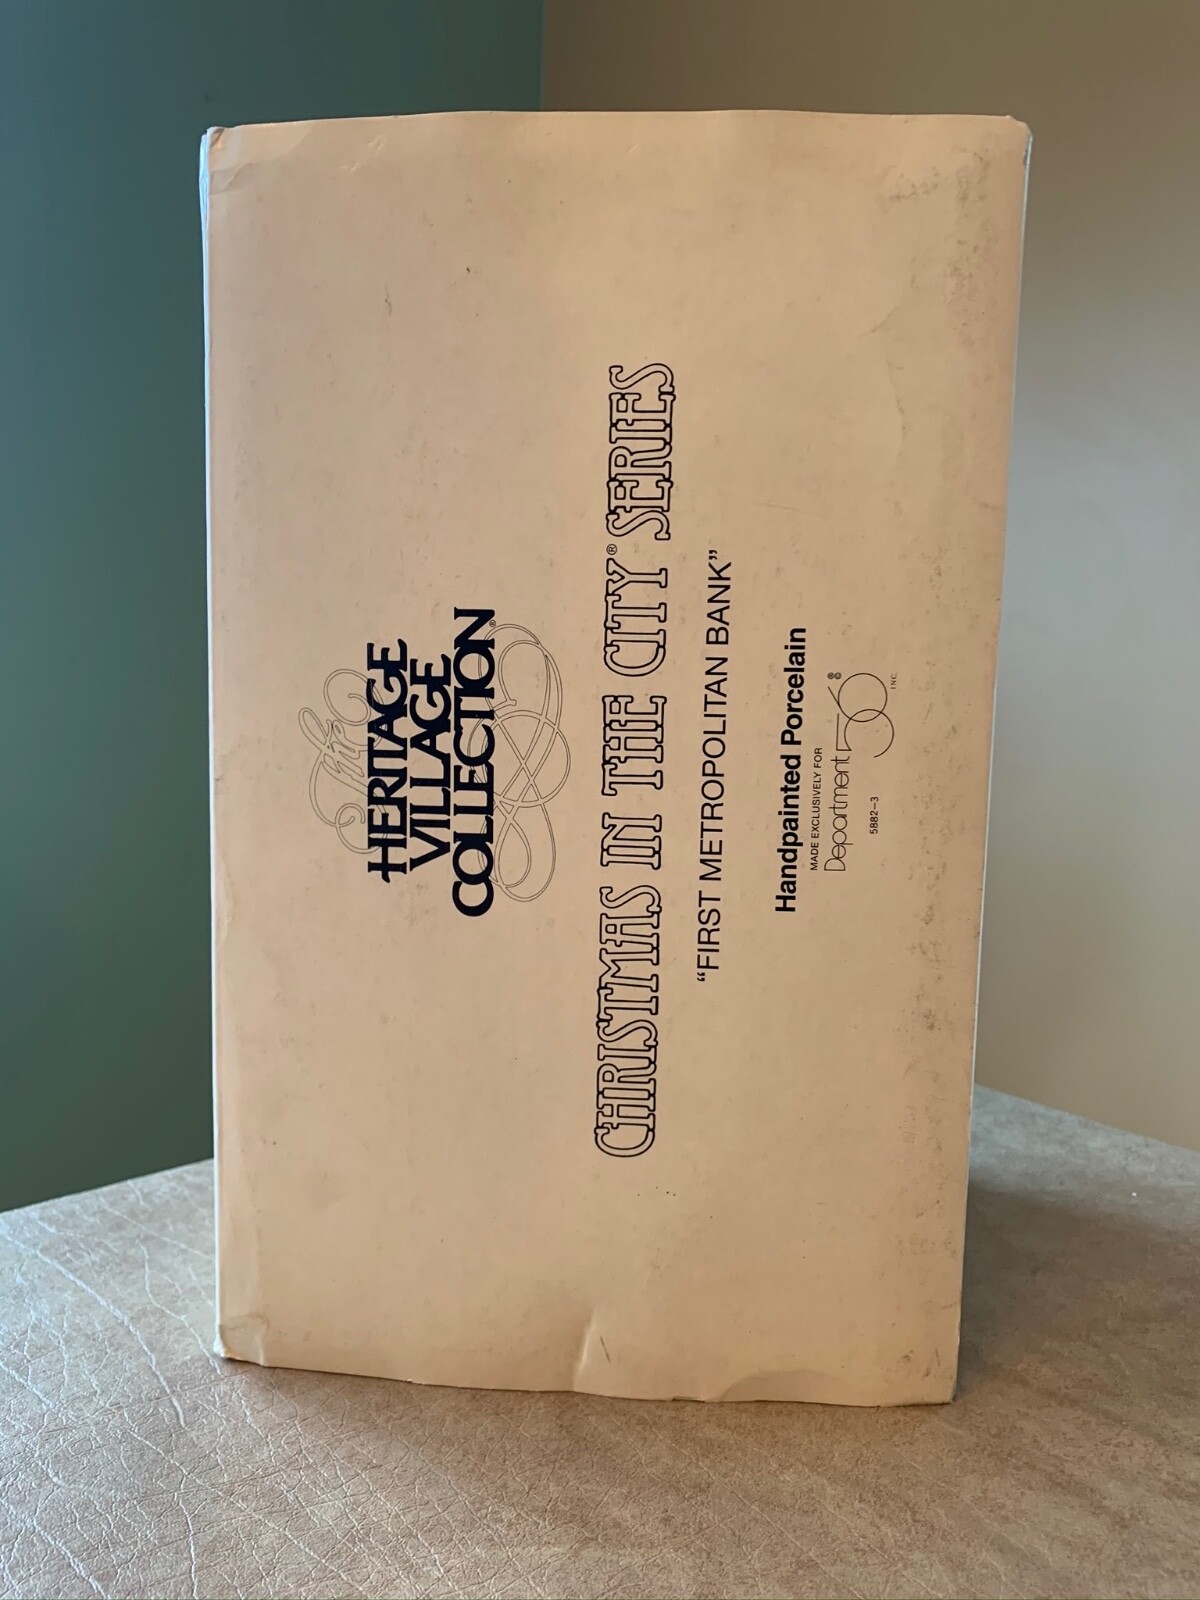 The
HERITAGE
VILLAGE
COLLECTION®
CHRISTMAS IN THE CITY® SERIES
“FIRST METROPOLITAN BANK”
Handpainted Porcelain
MADE EXCLUSIVELY FOR
Department 56®
INC.
5882-3